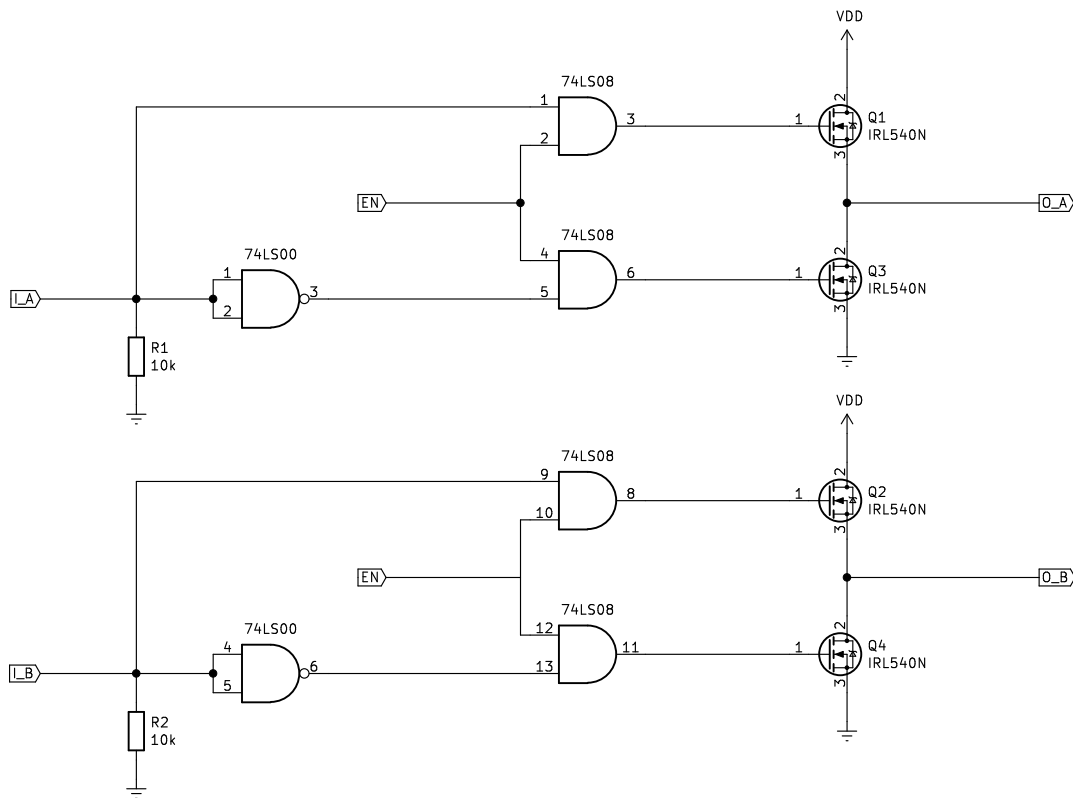 VDD
74LS08
1
2
3
1
2
3
Q1
IRL540N
EN
O_A
74LS08
4
5
6
1
2
3
Q3
IRL540N
74LS00
1
2
3
I_A
R1
10k
VDD
74LS08
9
10
8
1
2
3
Q2
IRL540N
EN
O_B
74LS08
12
13
11
1
2
3
Q4
IRL540N
74LS00
4
5
6
I_B
R2
10k